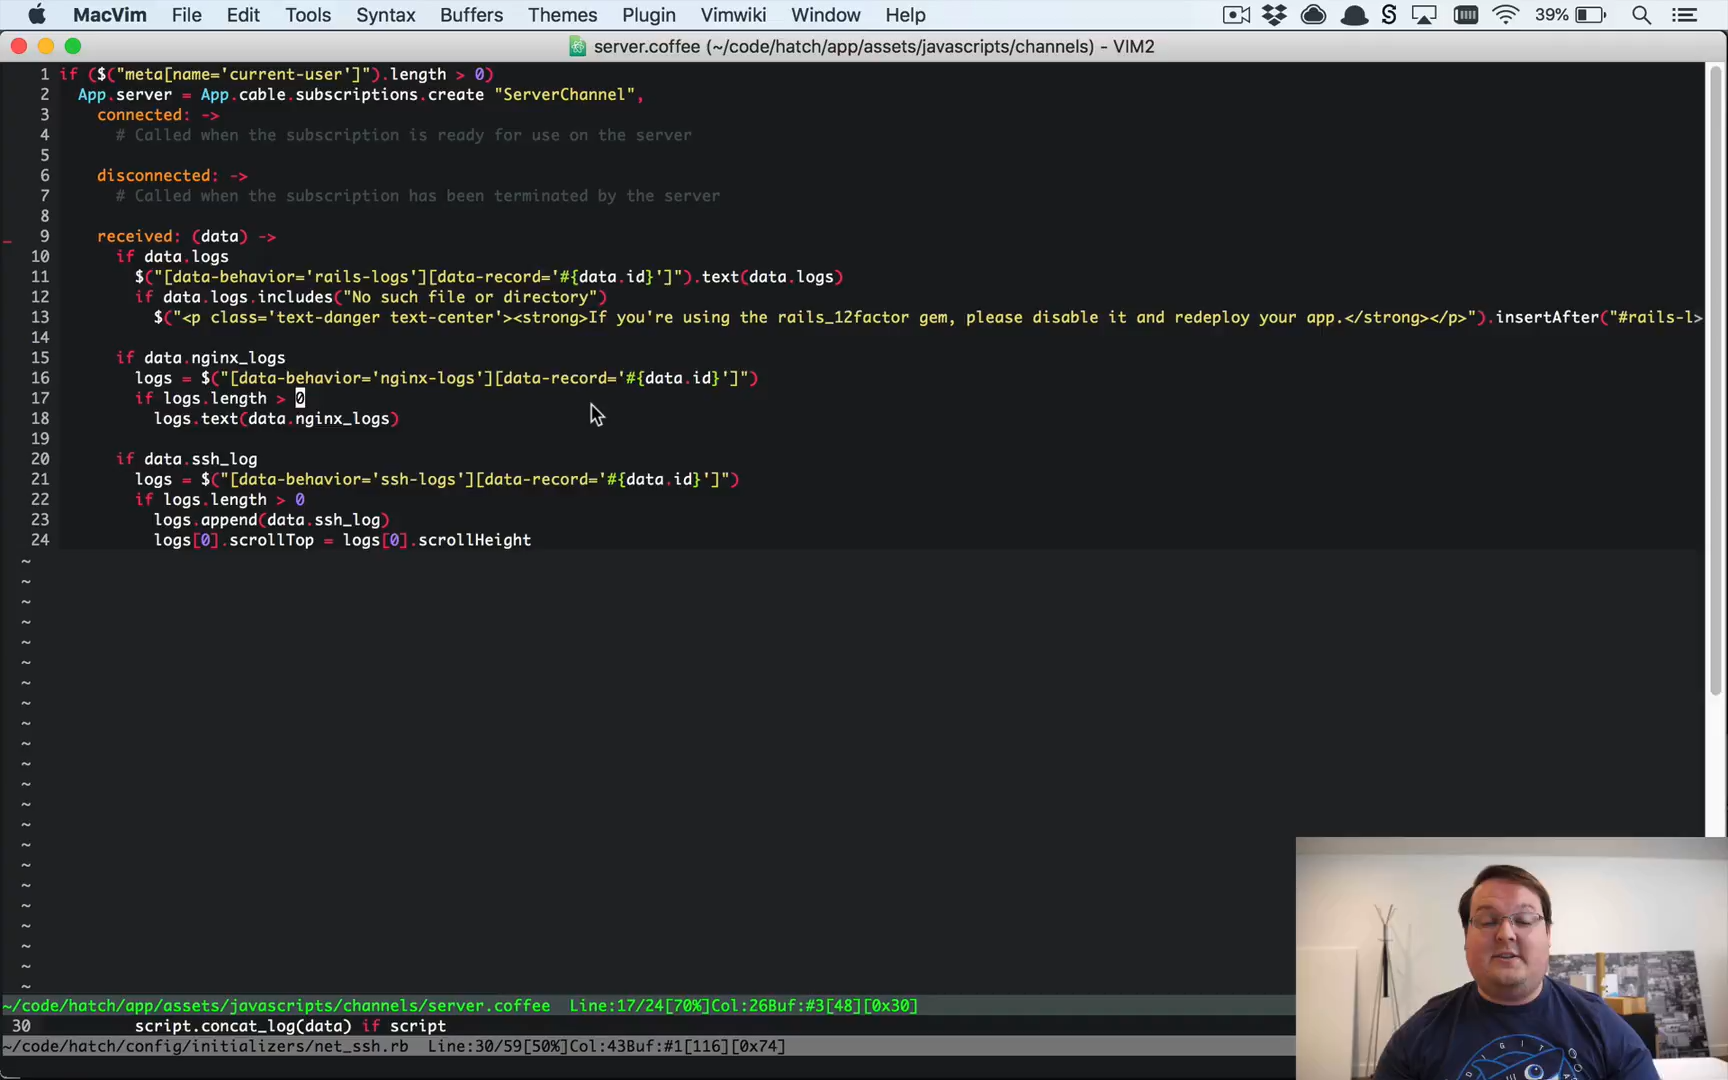 MacVim File Edit Tools Syntax Buffers Themes Plugin Vimwiki Window Help 39%
server.coffee (~/code/hatch/app/assets/javascripts/channels) - VIM2
1 if ($("meta[name='current-user']").length > 0)
2 App.server = App.cable.subscriptions.create "ServerChannel",
3 connected: ->
4 # Called when the subscription is ready for use on the server
5
6 disconnected: ->
7 # Called when the subscription has been terminated by the server
8
9 received: (data) ->
10 if data.logs
11 $("[data-behavior='rails-logs'][data-record='#{data.id}']").text(data.logs)
12 if data.logs.includes("No such file or directory")
13 $("<p class='text-danger text-center'><strong>If you're using the rails_12factor gem, please disable it and redeploy your app.</strong></p>").insertAfter("#rails-l>
14
15 if data.nginx_logs
16 logs = $("[data-behavior='nginx-logs'][data-record='#{data.id}']")
17 if logs.length > 0
18 logs.text(data.nginx_logs)
19
20 if data.ssh_log
21 logs = $("[data-behavior='ssh-logs'][data-record='#{data.id}']")
22 if logs.length > 0
23 logs.append(data.ssh_log)
24 logs[0].scrollTop = logs[0].scrollHeight
~/code/hatch/app/assets/javascripts/channels/server.coffee Line:17/24[70%]Col:26Buf:#3[48][0x30]
30 script.concat_log(data) if script
~/code/hatch/config/initializers/net_ssh.rb Line:30/59[50%]Col:43Buf:#1[116][0x74]